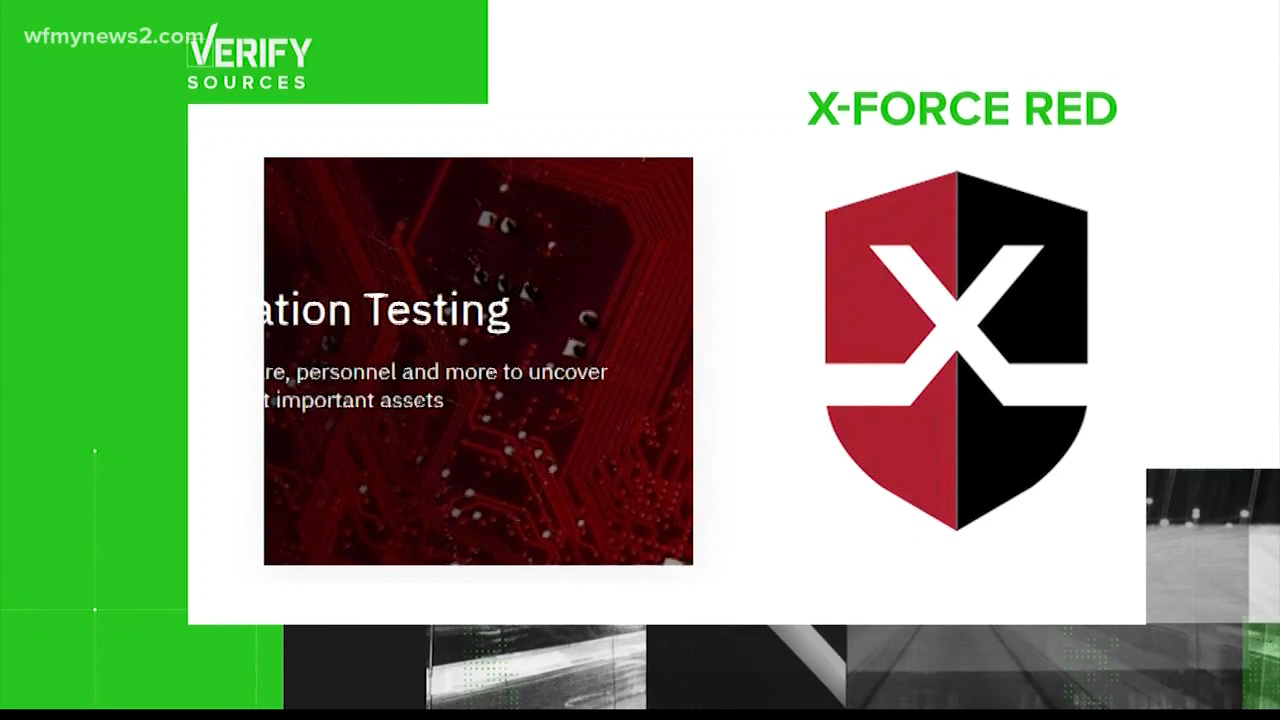 wfmynews2.com
VERIFY
SOURCES
X-FORCE RED
X
ation Testing
re, personnel and more to uncover
t important assets